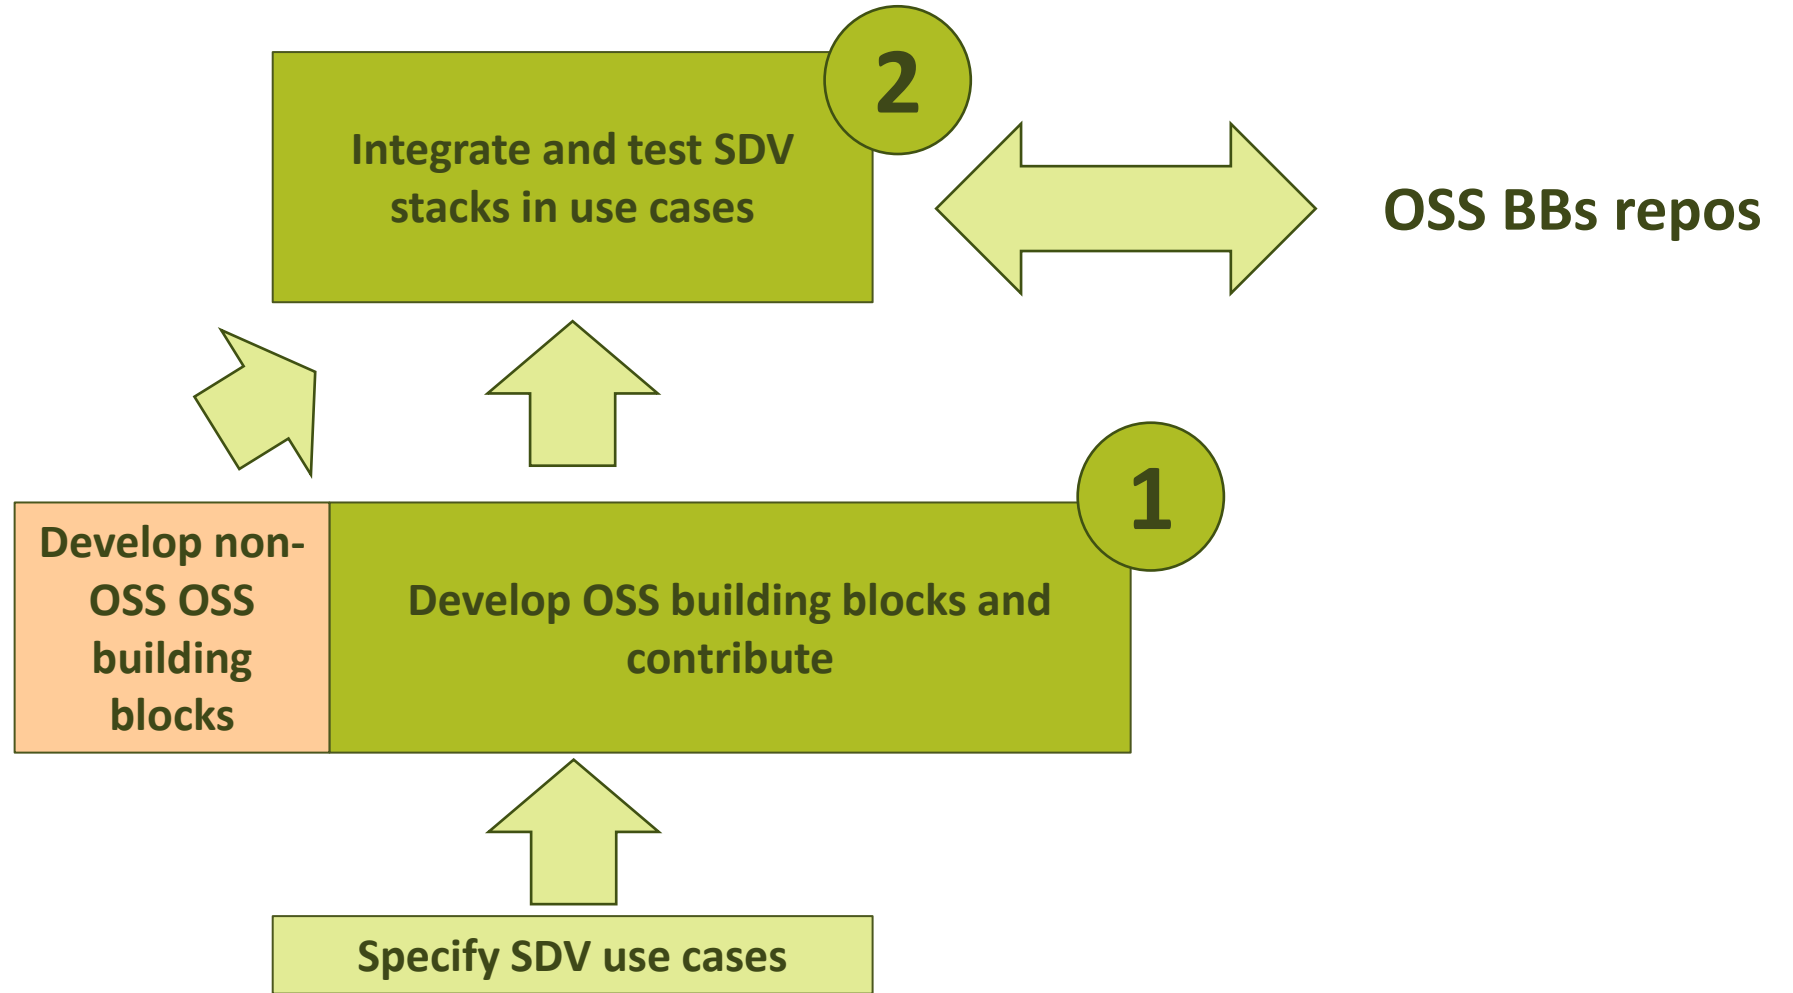 2
Integrate and test SDV
stacks in use cases
OSS BBs repos
1
Develop non-
OSS OSS
building
blocks
Develop OSS building blocks and
contribute
Specify SDV use cases